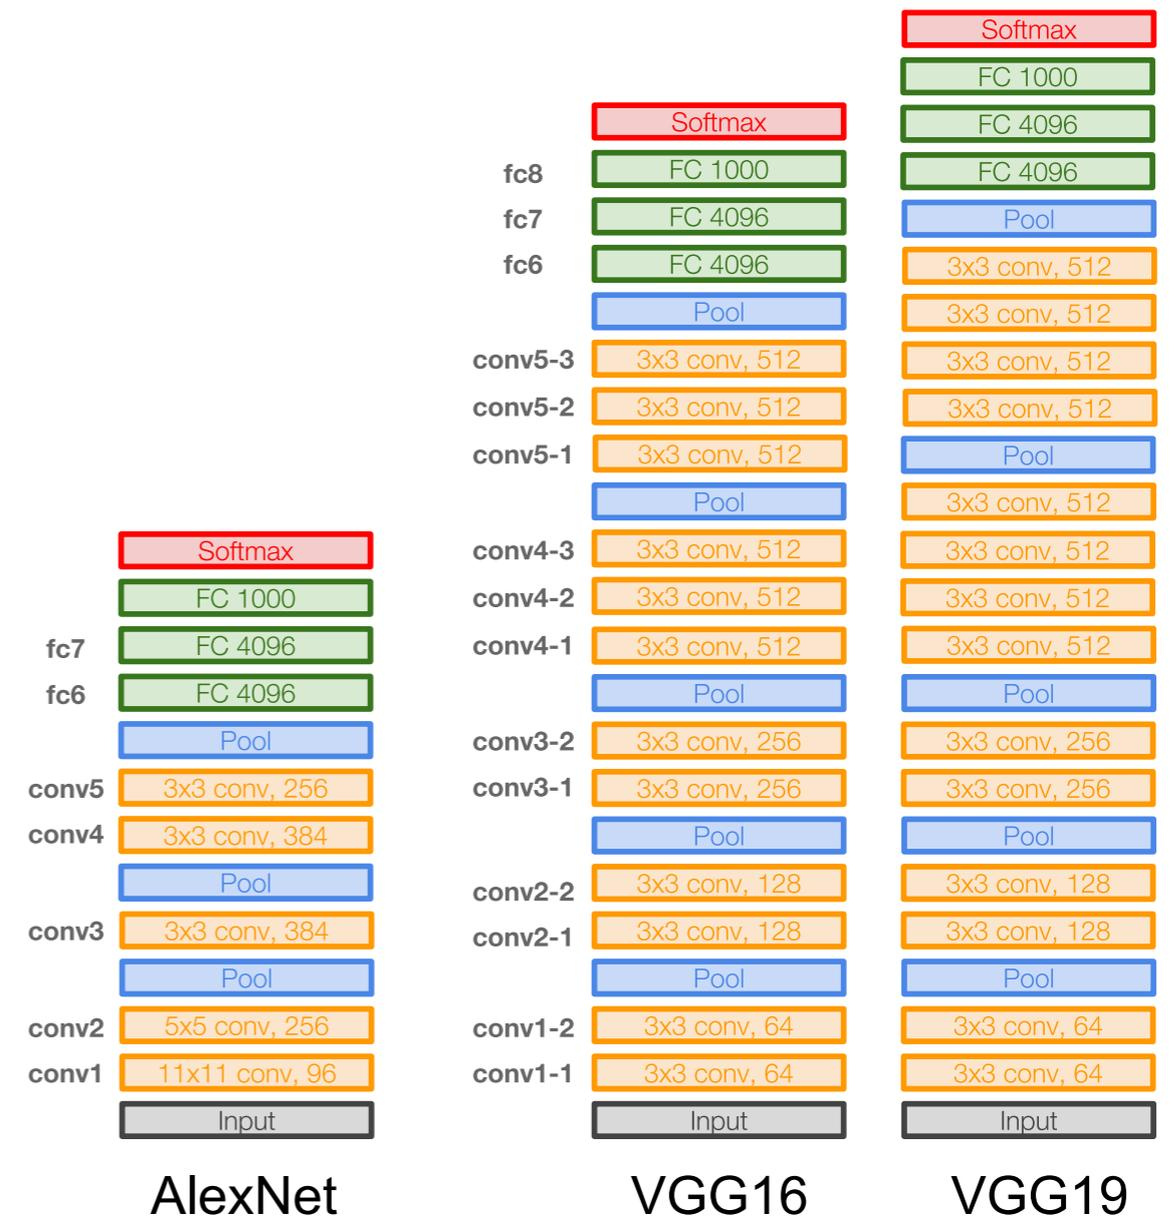 Softmax
FC 1000
fc7 FC 4096
fc6 FC 4096
Pool
conv5 3x3 conv, 256
conv4 3x3 conv, 384
Pool
conv3 3x3 conv, 384
Pool
conv2 5x5 conv, 256
conv1 11x11 conv, 96
Input
AlexNet
Softmax
fc8 FC 1000
fc7 FC 4096
fc6 FC 4096
Pool
conv5-3 3x3 conv, 512
conv5-2 3x3 conv, 512
conv5-1 3x3 conv, 512
Pool
conv4-3 3x3 conv, 512
conv4-2 3x3 conv, 512
conv4-1 3x3 conv, 512
Pool
conv3-2 3x3 conv, 256
conv3-1 3x3 conv, 256
Pool
conv2-2 3x3 conv, 128
conv2-1 3x3 conv, 128
Pool
conv1-2 3x3 conv, 64
conv1-1 3x3 conv, 64
Input
VGG16
Softmax
FC 1000
FC 4096
FC 4096
Pool
3x3 conv, 512
3x3 conv, 512
3x3 conv, 512
3x3 conv, 512
Pool
3x3 conv, 512
3x3 conv, 512
3x3 conv, 512
3x3 conv, 512
Pool
3x3 conv, 256
3x3 conv, 256
Pool
3x3 conv, 128
3x3 conv, 128
Pool
3x3 conv, 64
3x3 conv, 64
Input
VGG19